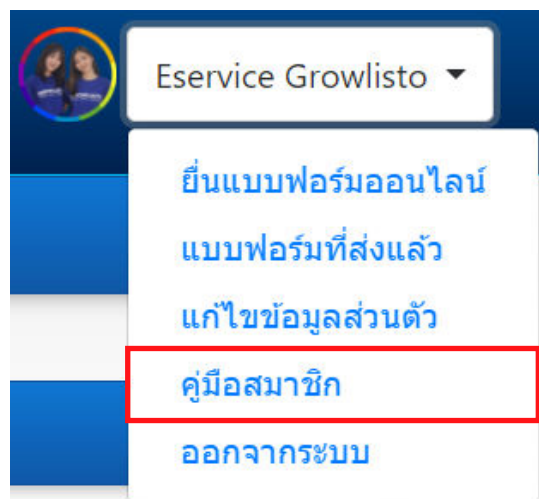 Eservice Growlisto
ยื่นแบบฟอร์มออนไลน์
แบบฟอร์มที่ส่งแล้ว
แก้ไขข้อมูลส่วนตัว
คู่มือสมาชิก
ออกจากระบบ